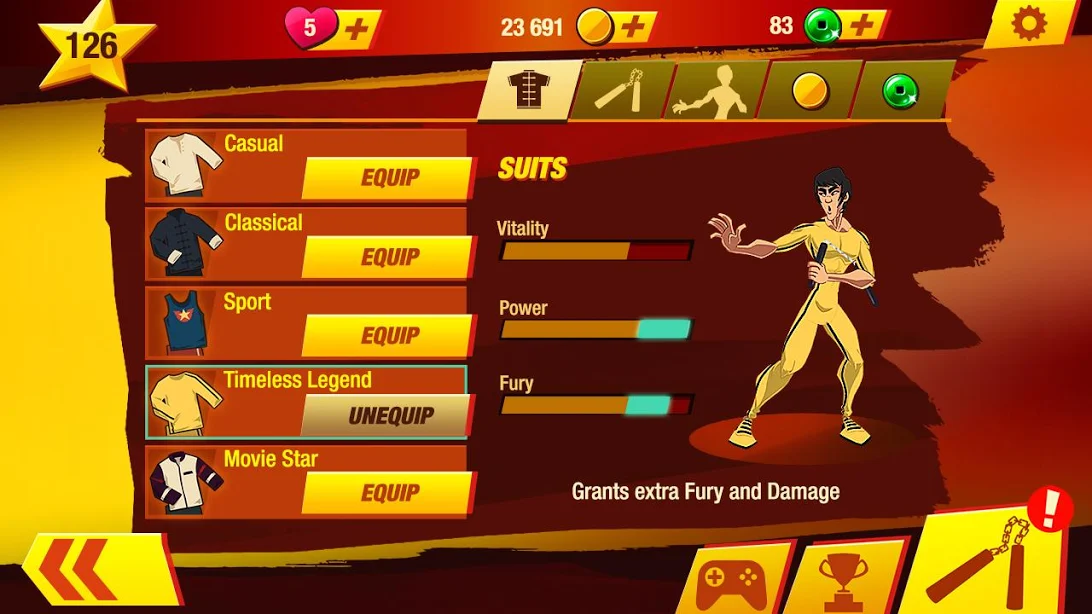 126
5
23 691
83
Casual
EQUIP
Classical
EQUIP
Sport
EQUIP
Timeless Legend
UNEQUIP
Movie Star
EQUIP
SUITS
Vitality
Power
Fury
Grants extra Fury and Damage
!